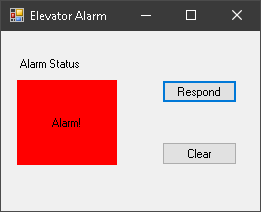 Elevator Alarm
Alarm Status
Alarm!
Respond
Clear